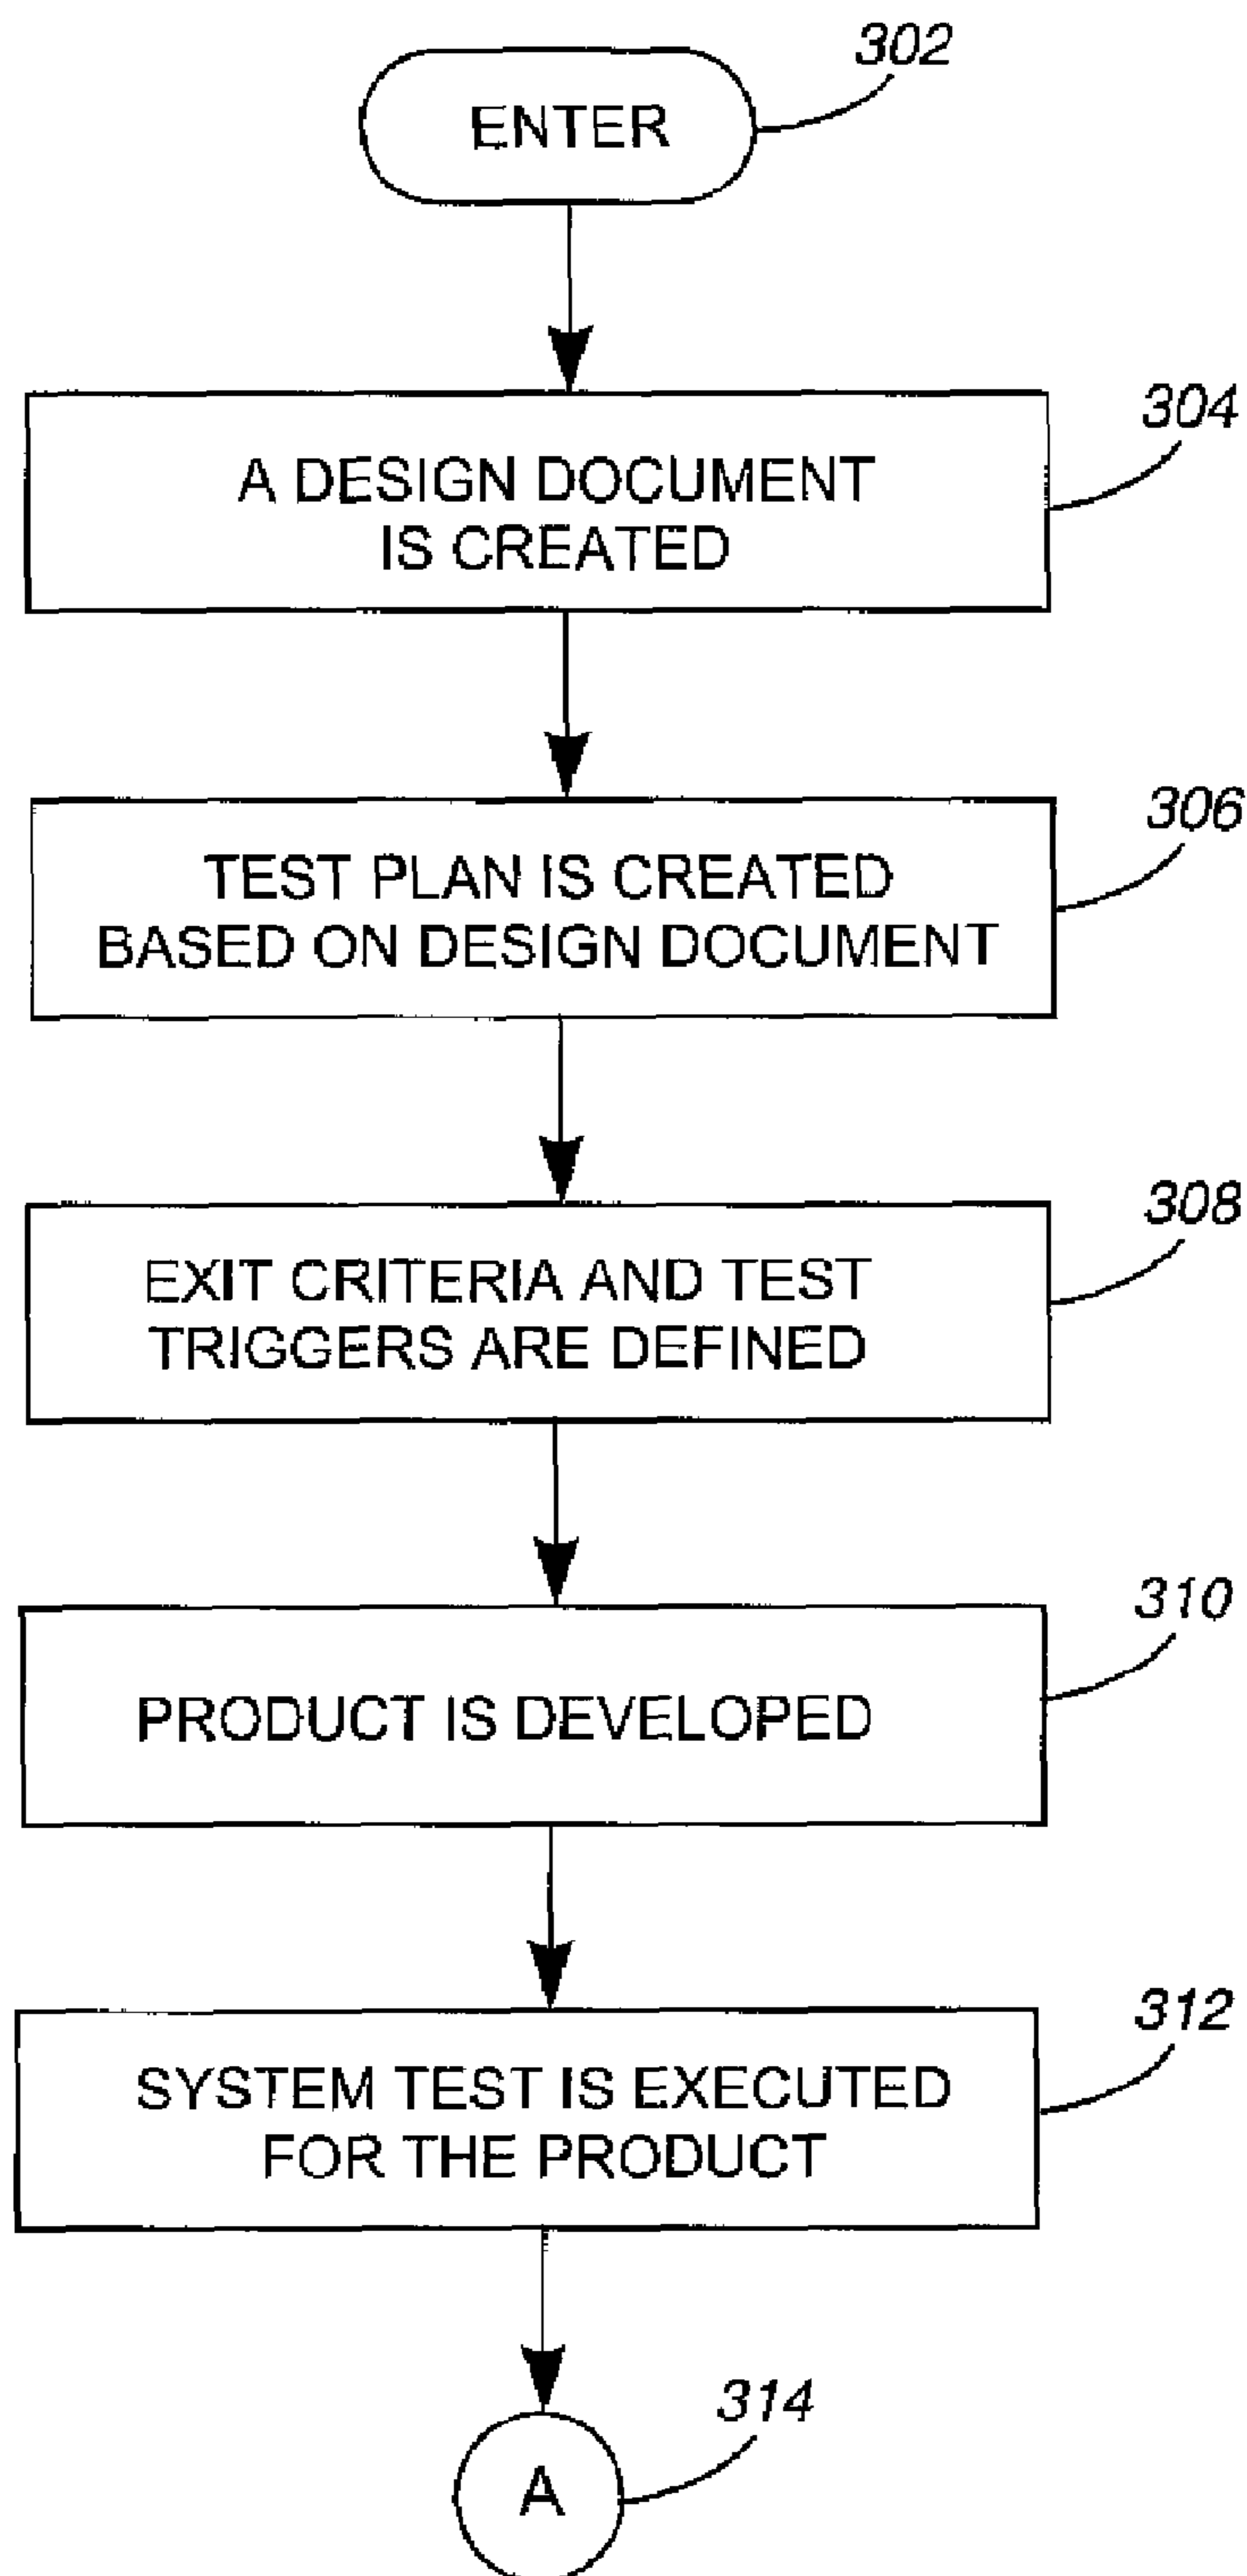 302
ENTER
304
A DESIGN DOCUMENT
IS CREATED
306
TEST PLAN IS CREATED
BASED ON DESIGN DOCUMENT
308
EXIT CRITERIA AND TEST
TRIGGERS ARE DEFINED
310
PRODUCT IS DEVELOPED
312
SYSTEM TEST IS EXECUTED
FOR THE PRODUCT
314
A